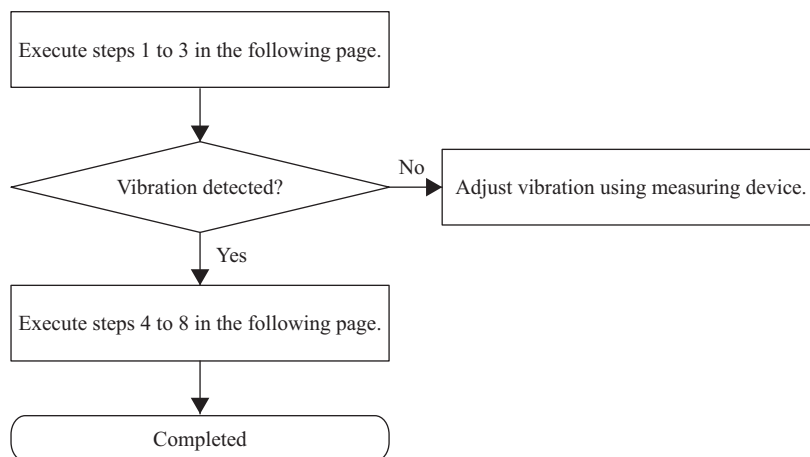 Execute steps 1 to 3 in the following page.
Vibration detected?
No
Adjust vibration using measuring device.
Yes
Execute steps 4 to 8 in the following page.
Completed